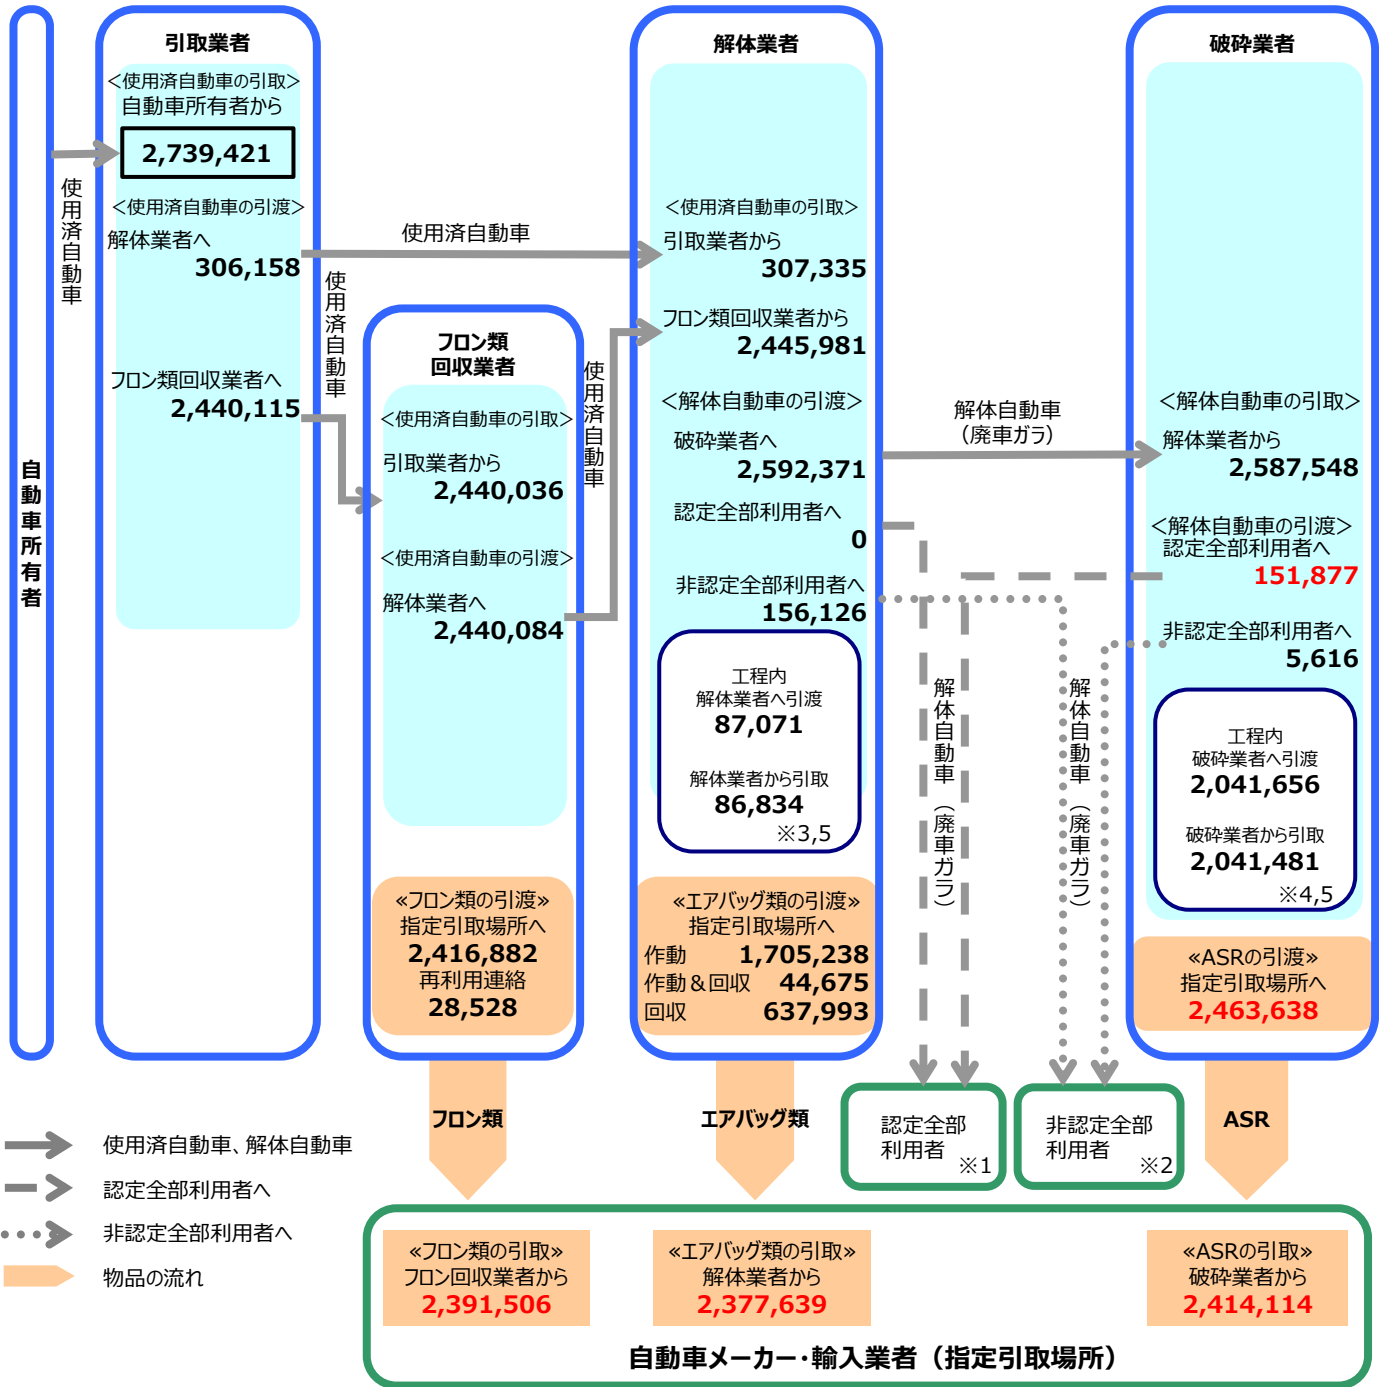 自動車所有者
使用済自動車
引取業者
<使用済自動車の引取>
自動車所有者から
2,739,421
<使用済自動車の引渡>
解体業者へ
306,158
フロン類回収業者へ
2,440,115
使用済自動車
使用済自動車
フロン類
回収業者
<使用済自動車の引取>
引取業者から
2,440,036
<使用済自動車の引渡>
解体業者へ
2,440,084
≪フロン類の引渡≫
指定引取場所へ
2,416,882
再利用連絡
28,528
使用済自動車
解体業者
<使用済自動車の引取>
引取業者から
307,335
フロン類回収業者から
2,445,981
<解体自動車の引渡>
破砕業者へ
2,592,371
認定全部利用者へ
0
非認定全部利用者へ
156,126
工程内
解体業者へ引渡
87,071
解体業者から引取
86,834
※3,5
≪エアバッグ類の引渡≫
指定引取場所へ
作動 1,705,238
作動＆回収 44,675
回収 637,993
解体自動車
(廃車ガラ)
解体自動車（廃車ガラ）
解体自動車（廃車ガラ）
破砕業者
<解体自動車の引取>
解体業者から
2,587,548
<解体自動車の引渡>
認定全部利用者へ
151,877
非認定全部利用者へ
5,616
工程内
破砕業者へ引渡
2,041,656
破砕業者から引取
2,041,481
※4,5
≪ASRの引渡≫
指定引取場所へ
2,463,638
フロン類
エアバッグ類
認定全部
利用者 ※1
非認定全部
利用者 ※2
ASR
使用済自動車、解体自動車
認定全部利用者へ
非認定全部利用者へ
物品の流れ
≪フロン類の引取≫
フロン回収業者から
2,391,506
≪エアバッグ類の引取≫
解体業者から
2,377,639
≪ASRの引取≫
破砕業者から
2,414,114
自動車メーカー・輸入業者（指定引取場所）